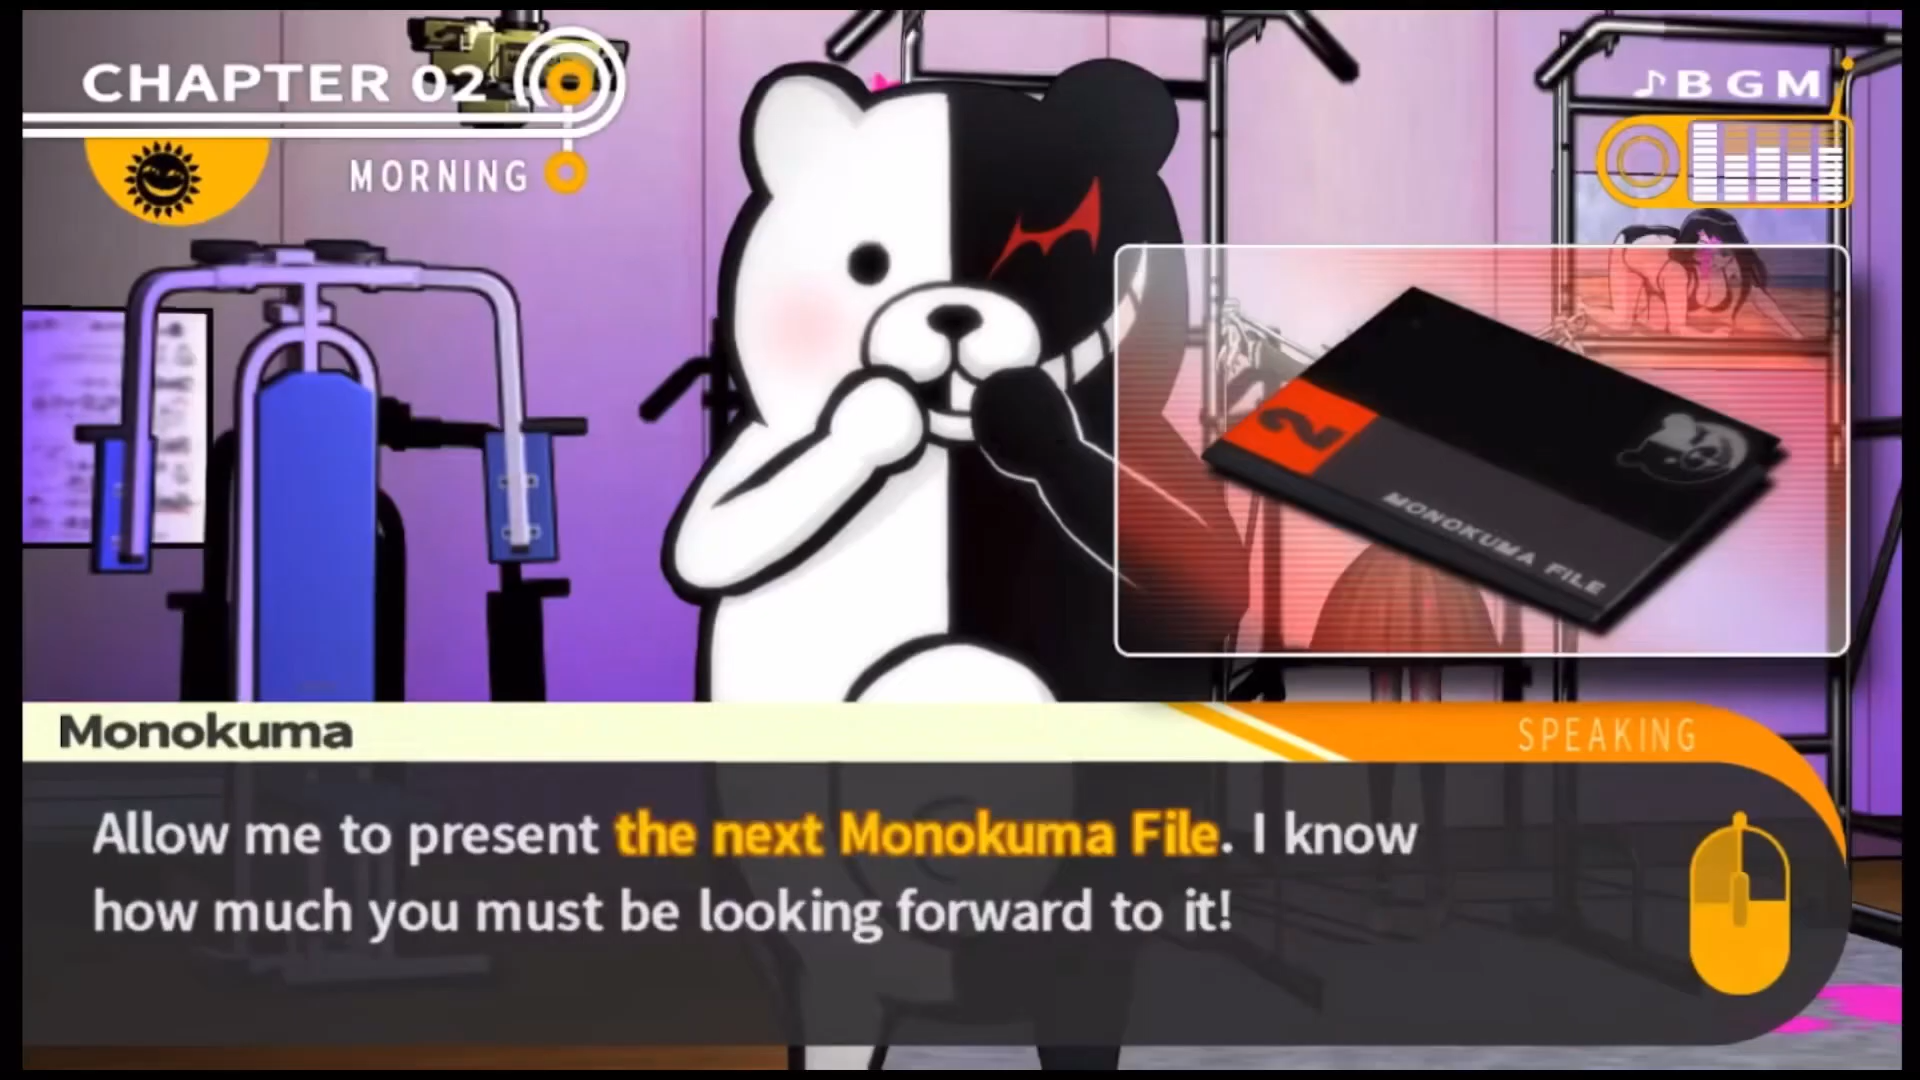 CHAPTER 02
♪BGM
MORNING
2
MONOKUMA FILE
Monokuma
SPEAKING
Allow me to present the next Monokuma File. I know
how much you must be looking forward to it!